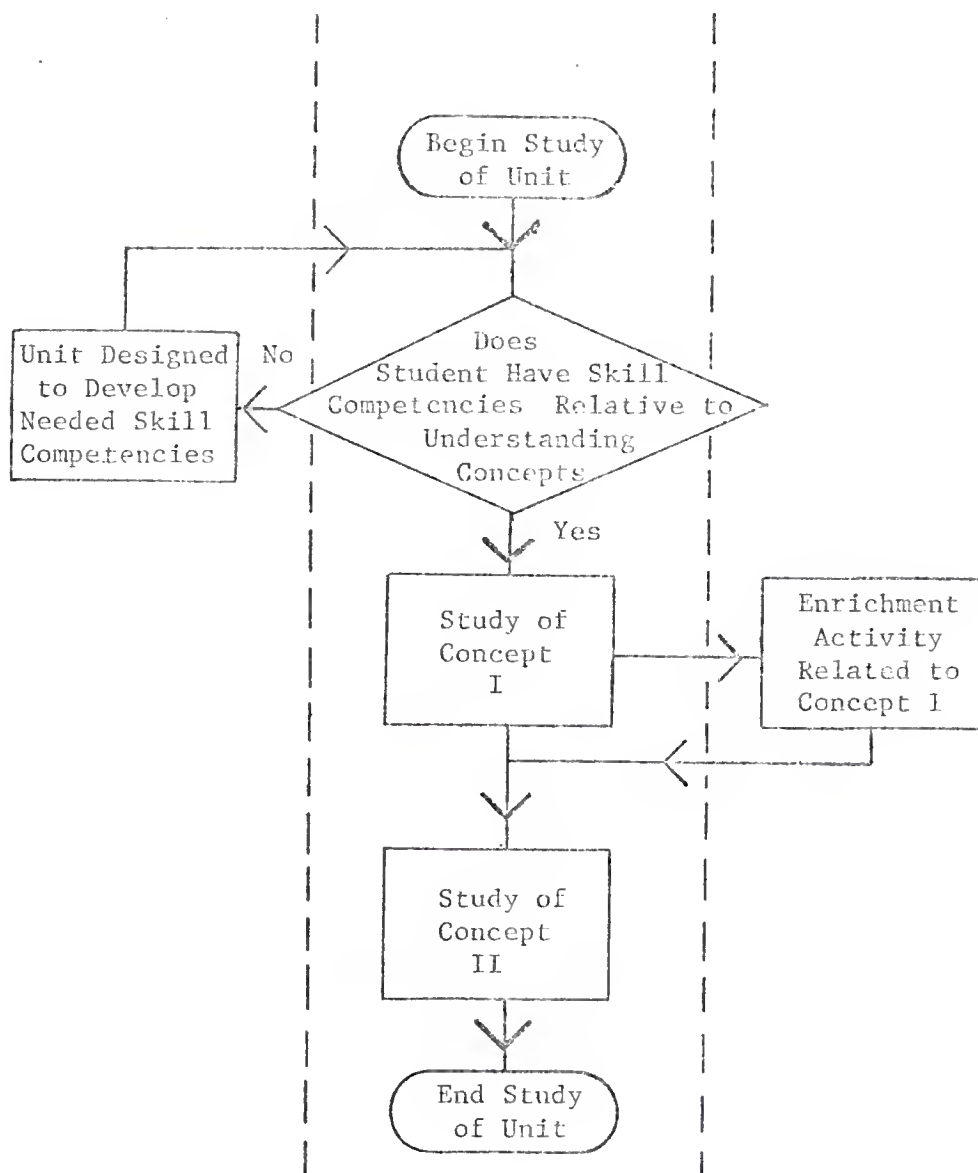 Begin Study
of Unit
Does
Student Have Skill
Competencies Relative to
Understanding
Concepts
No
Unit Designed
to Develop
Needed Skill
Competencies
Yes
Study of
Concept
I
Enrichment
Activity
Related to
Concept I
Study of
Concept
II
End Study
of Unit